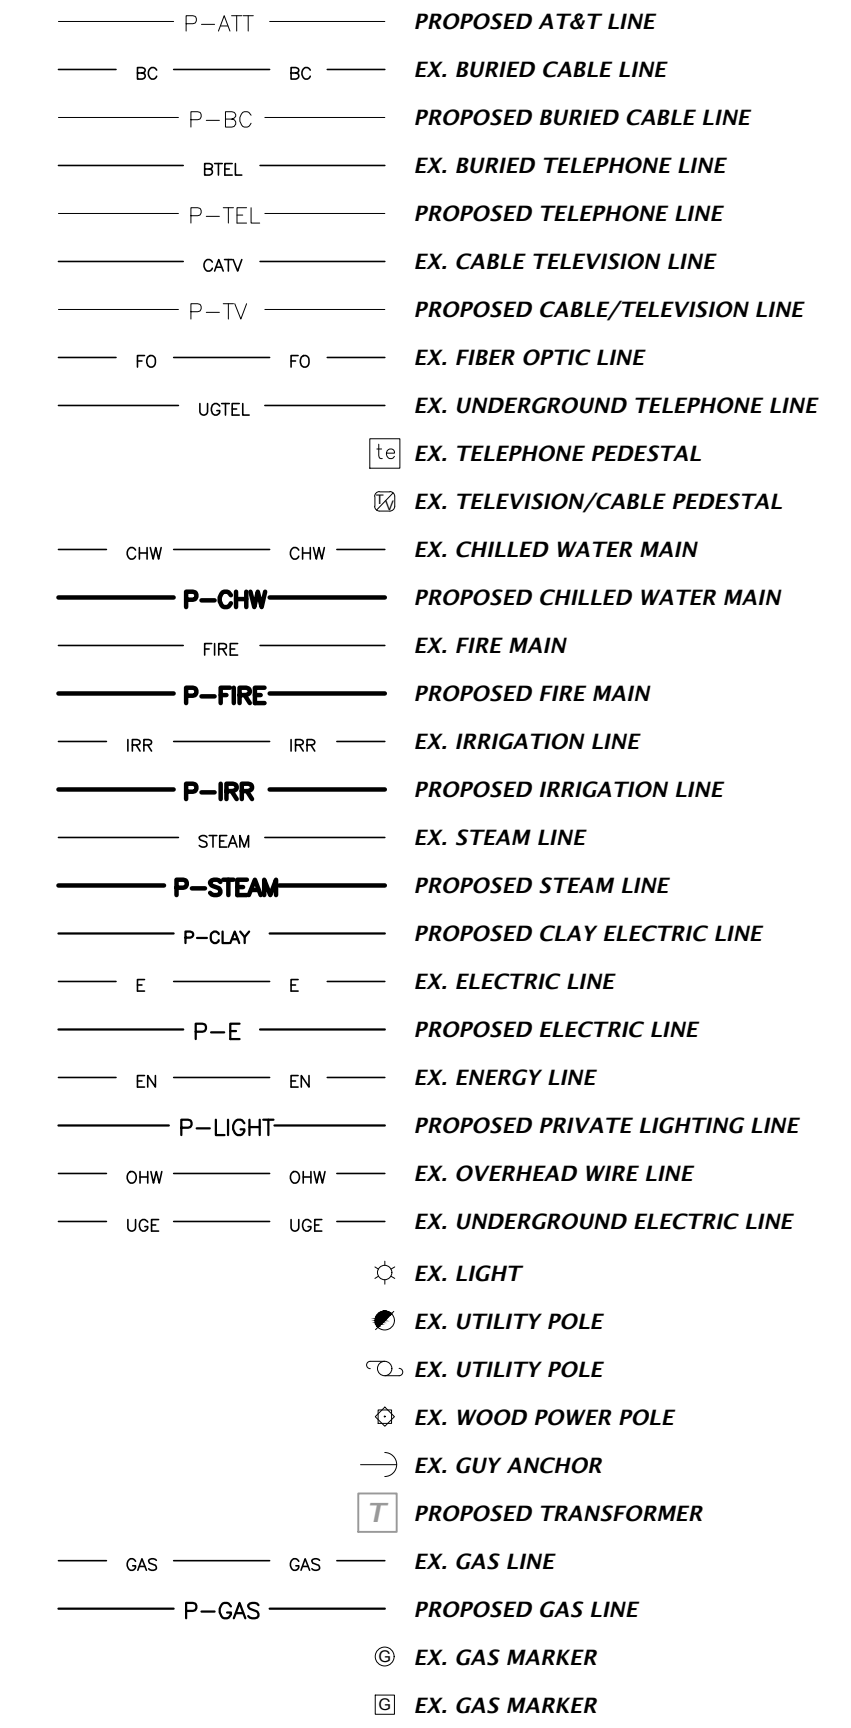 P-ATT PROPOSED AT&T LINE
BC BC EX. BURIED CABLE LINE
P-BC PROPOSED BURIED CABLE LINE
BTEL EX. BURIED TELEPHONE LINE
P-TEL PROPOSED TELEPHONE LINE
CATV EX. CABLE TELEVISION LINE
P-TV PROPOSED CABLE/TELEVISION LINE
FO FO EX. FIBER OPTIC LINE
UGTEL EX. UNDERGROUND TELEPHONE LINE
te EX. TELEPHONE PEDESTAL
TV EX. TELEVISION/CABLE PEDESTAL
CHW CHW EX. CHILLED WATER MAIN
P-CHW PROPOSED CHILLED WATER MAIN
FIRE EX. FIRE MAIN
P-FIRE PROPOSED FIRE MAIN
IRR IRR EX. IRRIGATION LINE
P-IRR PROPOSED IRRIGATION LINE
STEAM EX. STEAM LINE
P-STEAM PROPOSED STEAM LINE
P-CLAY PROPOSED CLAY ELECTRIC LINE
E E EX. ELECTRIC LINE
P-E PROPOSED ELECTRIC LINE
EN EN EX. ENERGY LINE
P-LIGHT PROPOSED PRIVATE LIGHTING LINE
OHW OHW EX. OVERHEAD WIRE LINE
UGE UGE EX. UNDERGROUND ELECTRIC LINE
EX. LIGHT
EX. UTILITY POLE
EX. UTILITY POLE
EX. WOOD POWER POLE
EX. GUY ANCHOR
T PROPOSED TRANSFORMER
GAS GAS EX. GAS LINE
P-GAS PROPOSED GAS LINE
G EX. GAS MARKER
G EX. GAS MARKER